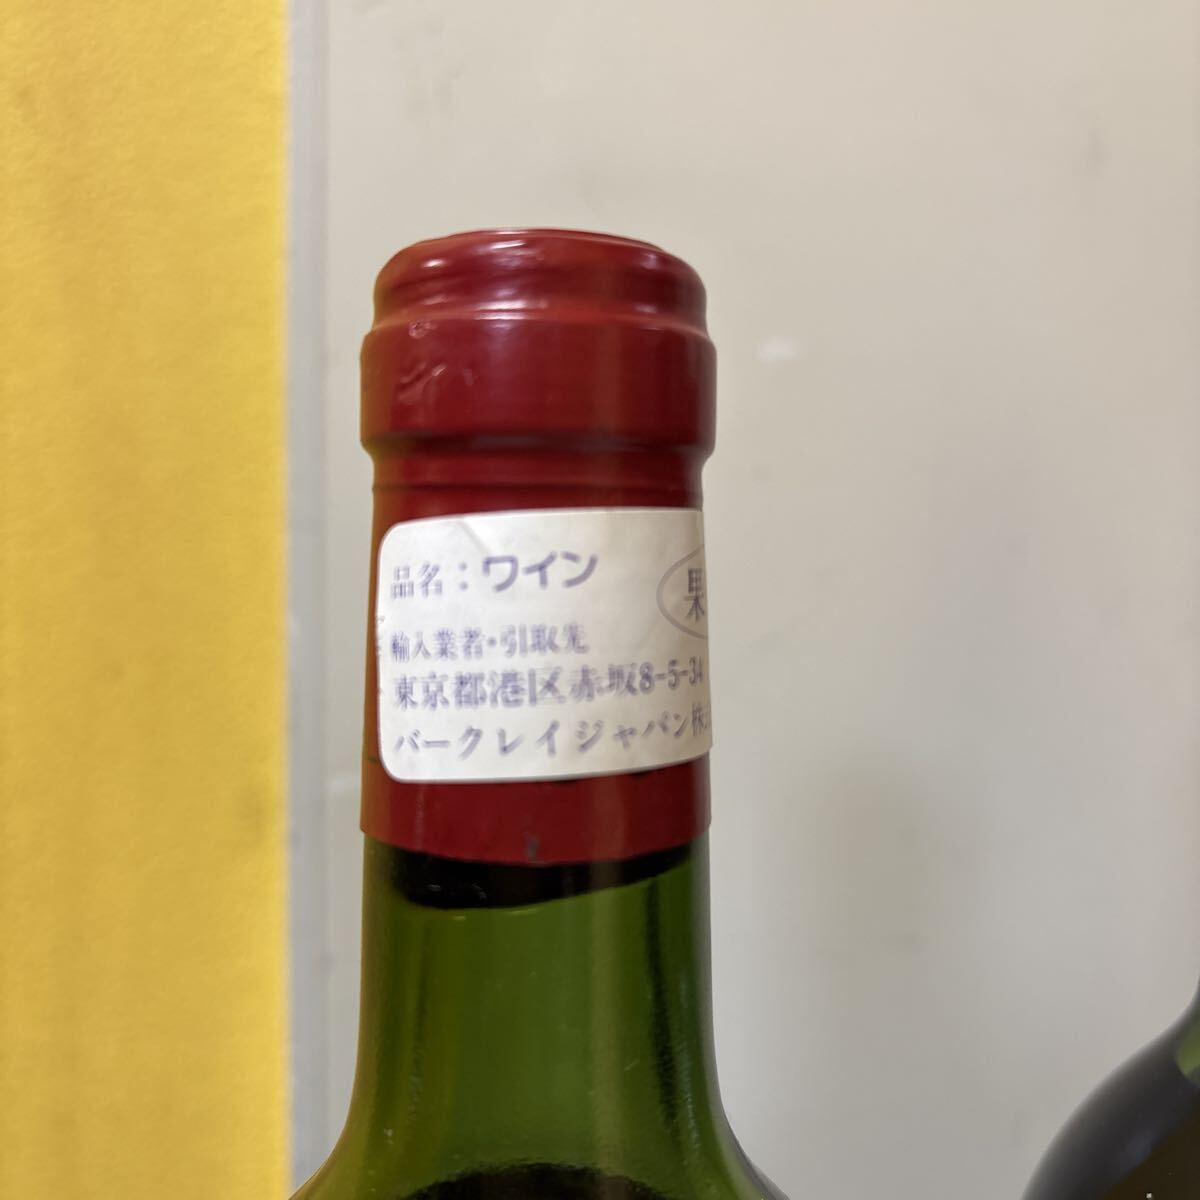 品名：ワイン
果
輸入業者・引取先
東京都港区赤坂8-5-34
バークレイジャパン株